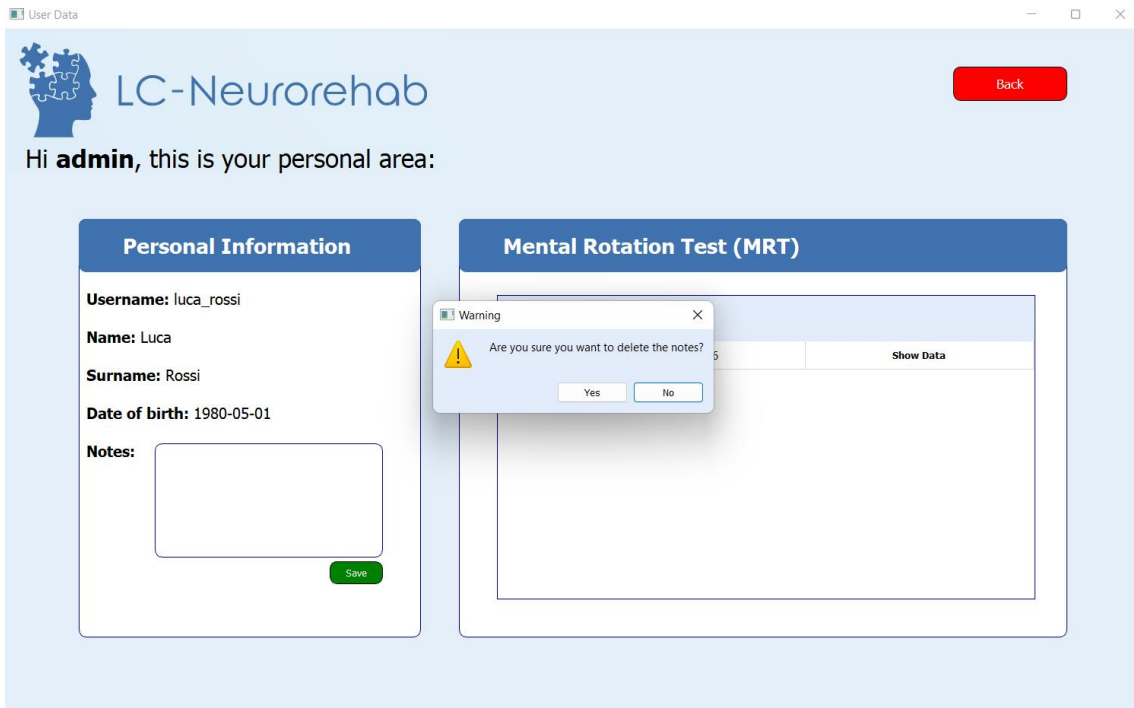 User Data
LC-Neurorehab
Back
Hi admin, this is your personal area:
Personal Information
Username: luca_rossi
Name: Luca
Surname: Rossi
Date of birth: 1980-05-01
Notes:
Save
Mental Rotation Test (MRT)
Show Data
Warning
Are you sure you want to delete the notes?
Yes
No